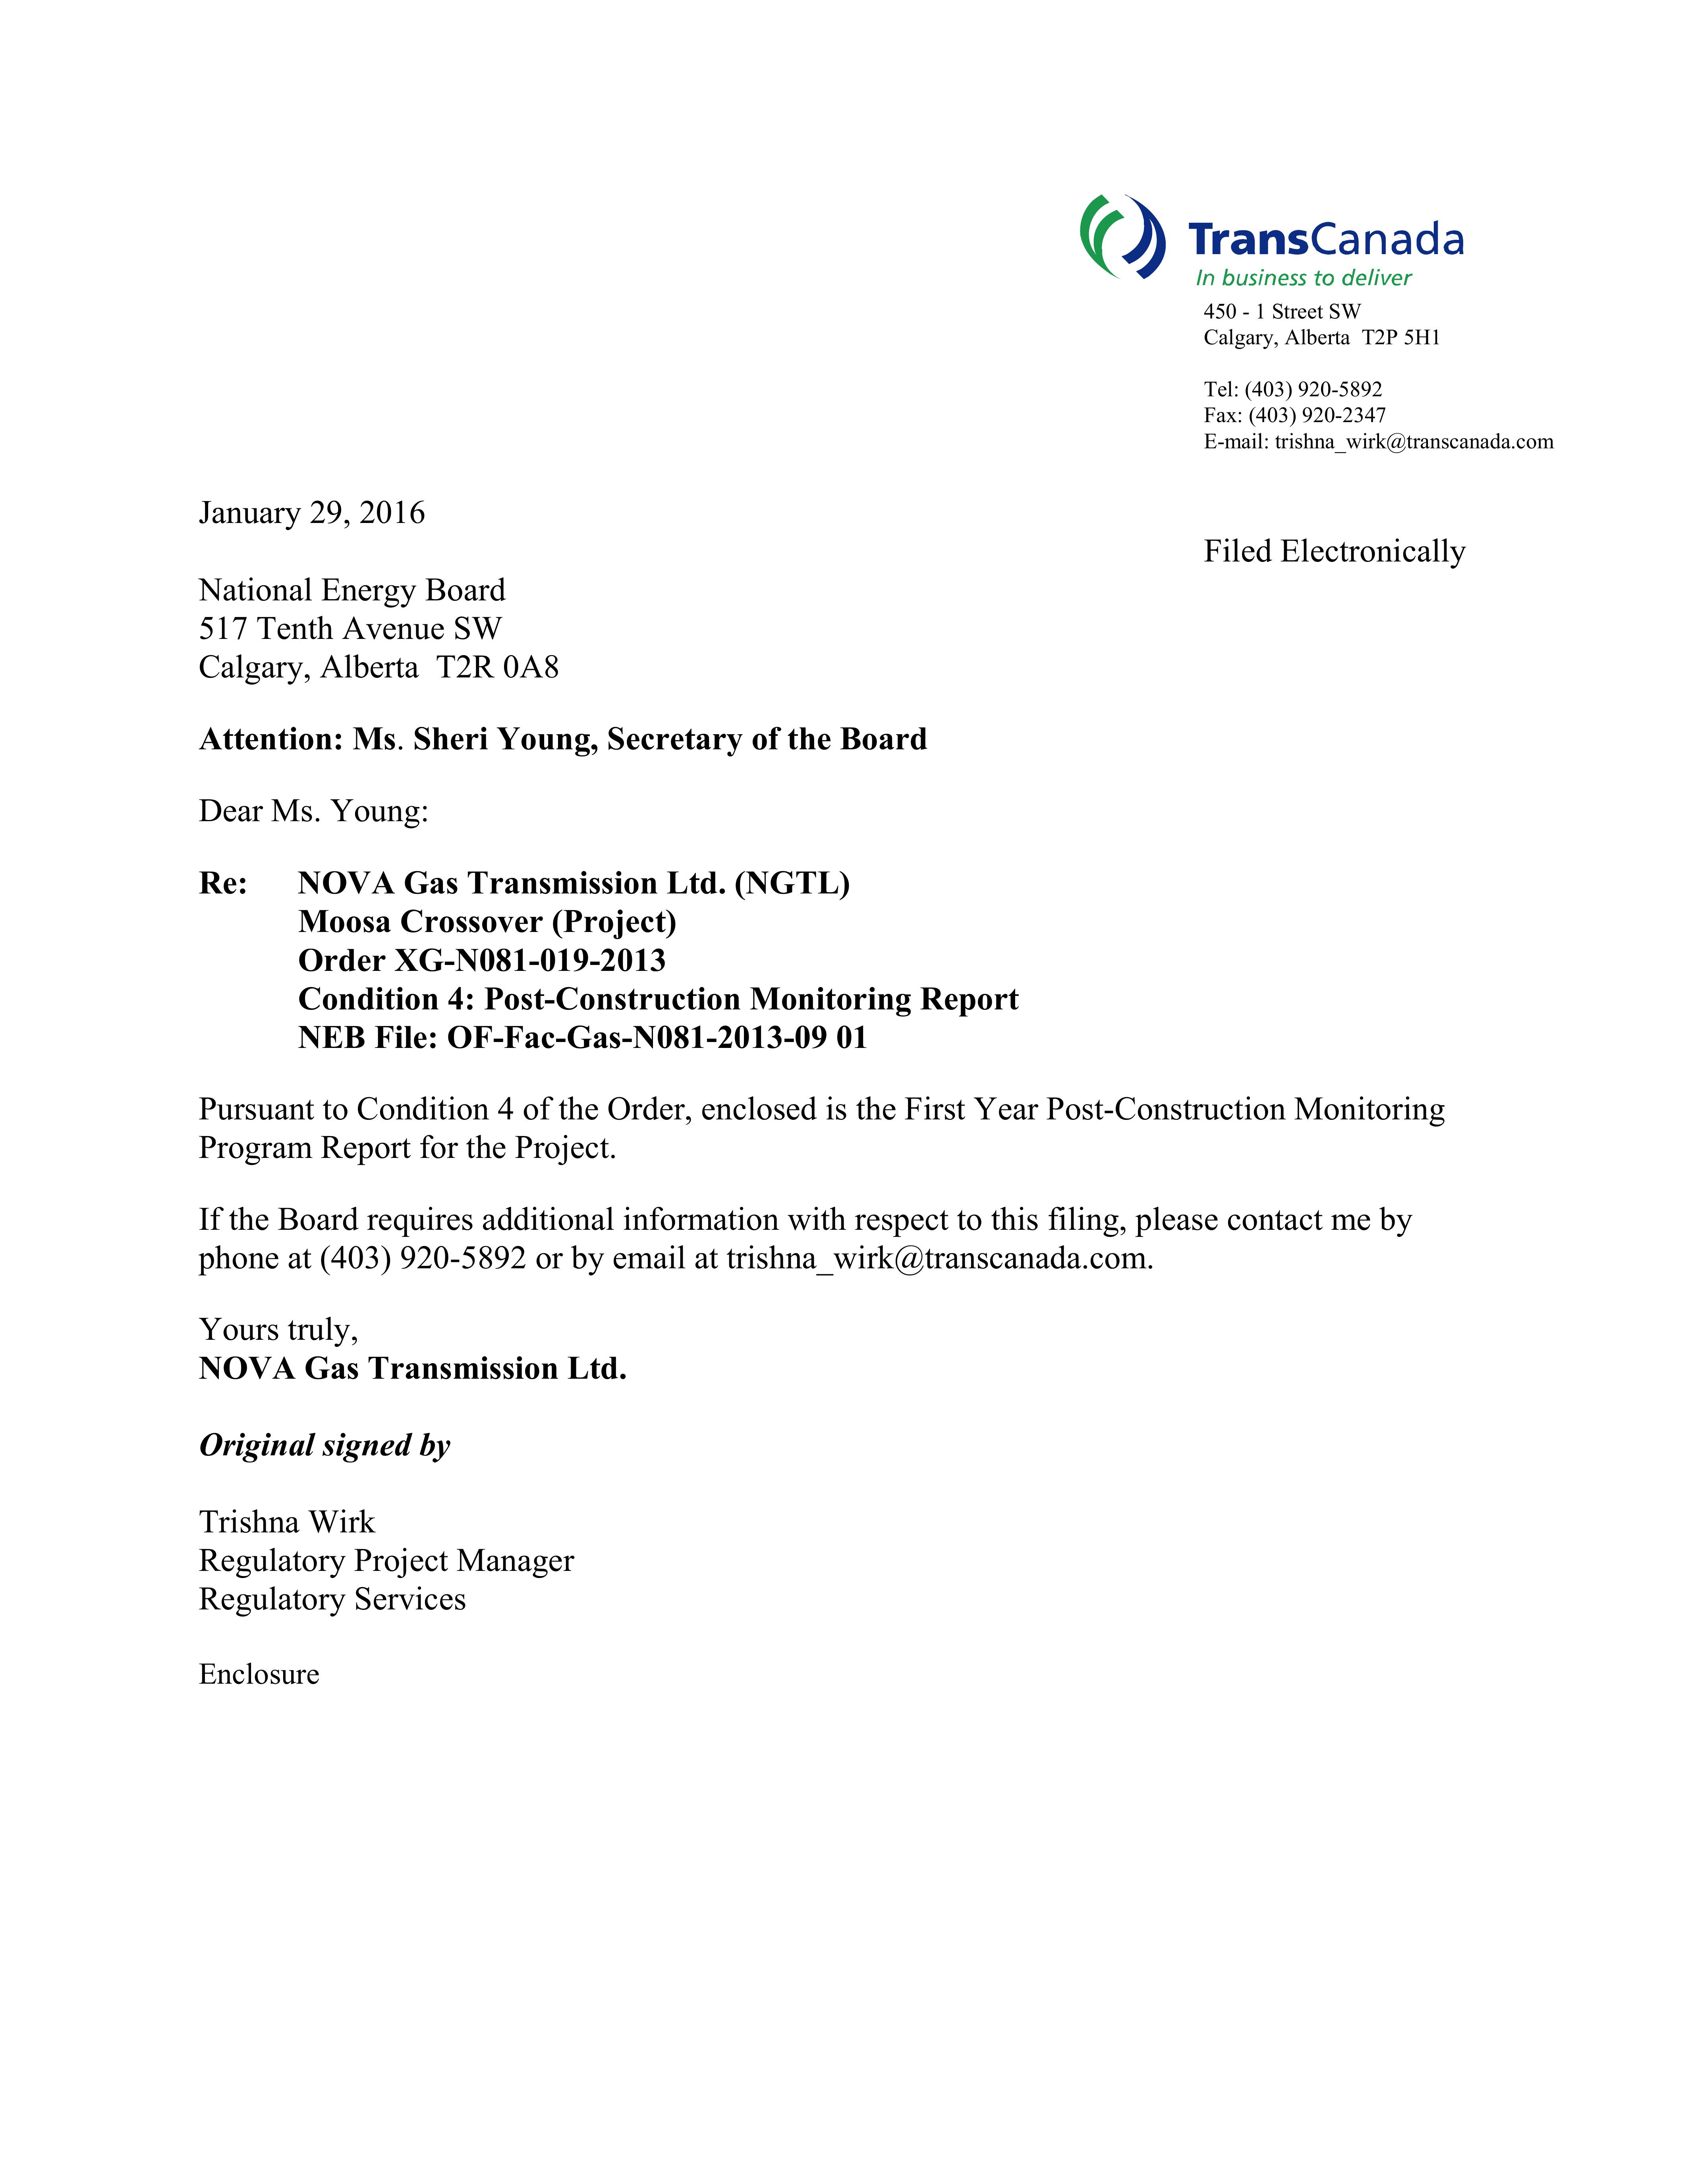 TransCanada
In business to deliver
450 - 1 Street SW
Calgary, Alberta  T2P 5H1
Tel: (403) 920-5892
Fax: (403) 920-2347
E-mail: trishna_wirk@transcanada.com
January 29, 2016
Filed Electronically
National Energy Board
517 Tenth Avenue SW
Calgary, Alberta  T2R 0A8
Attention: Ms. Sheri Young, Secretary of the Board
Dear Ms. Young:
Re: NOVA Gas Transmission Ltd. (NGTL)
Moosa Crossover (Project)
Order XG-N081-019-2013
Condition 4: Post-Construction Monitoring Report
NEB File: OF-Fac-Gas-N081-2013-09 01
Pursuant to Condition 4 of the Order, enclosed is the First Year Post-Construction Monitoring
Program Report for the Project.
If the Board requires additional information with respect to this filing, please contact me by
phone at (403) 920-5892 or by email at trishna_wirk@transcanada.com.
Yours truly,
NOVA Gas Transmission Ltd.
Original signed by
Trishna Wirk
Regulatory Project Manager
Regulatory Services
Enclosure